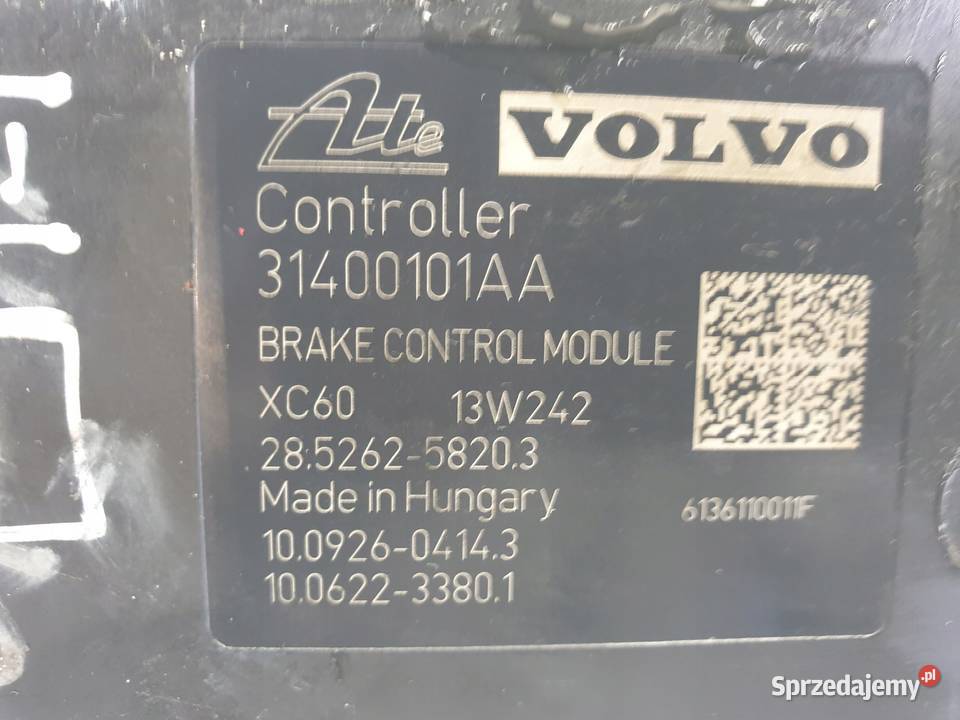 Ate VOLVO
Controller
31400101AA
BRAKE CONTROL MODULE
XC60 13W242
28.5262-5820.3
Made in Hungary
6136110011F
10.0926-0414.3
10.0622-3380.1
Sprzedajemy.pl